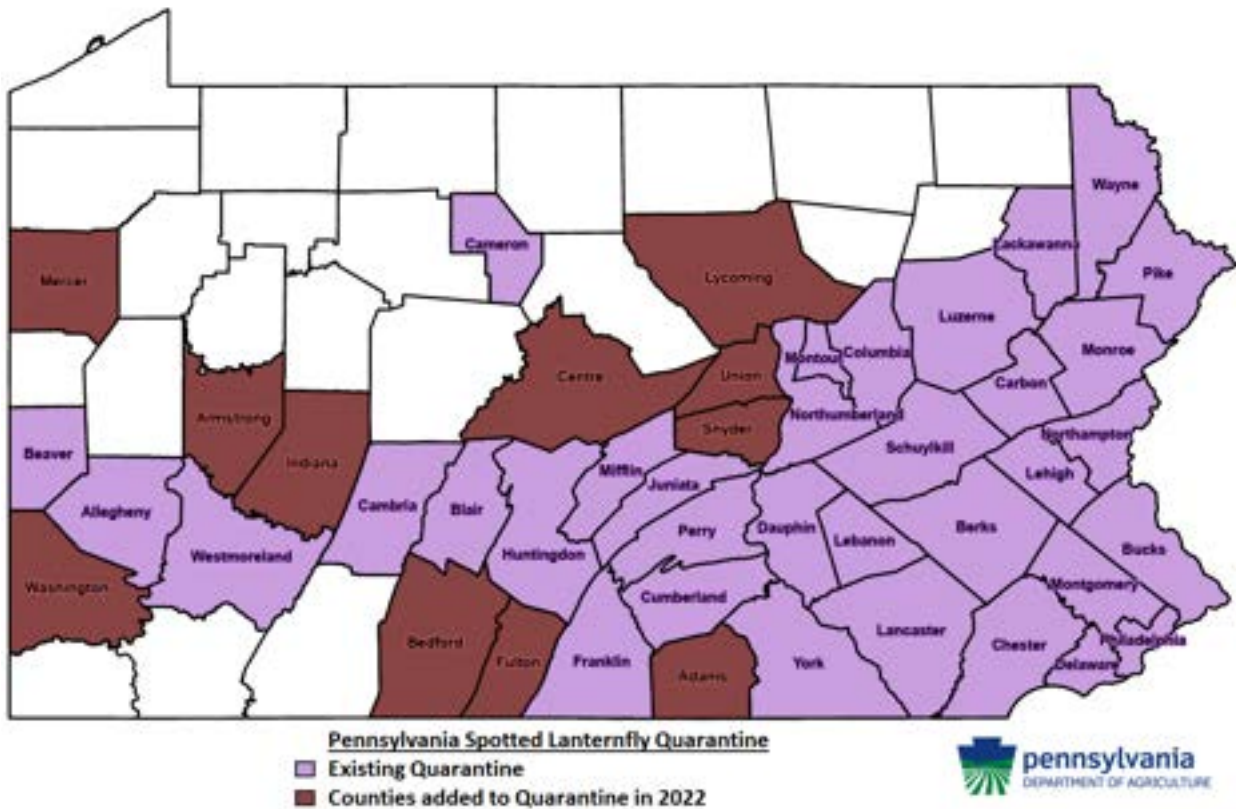 Wayne
Cameron
Lackawanna
Mercer
Lycoming
Pike
Luzerne
Montour
Columbia
Monroe
Centre
Union
Carbon
Armstrong
Northumberland
Snyder
Northampton
Beaver
Schuylkill
Indiana
Mifflin
Lehigh
Juniata
Cambria
Blair
Allegheny
Perry
Dauphin
Berks
Westmoreland
Huntingdon
Lebanon
Bucks
Washington
Montgomery
Cumberland
Lancaster
Bedford
Chester
Philadelphia
Fulton
Franklin
York
Delaware
Adams
Pennsylvania Spotted Lanternfly Quarantine
Existing Quarantine
Counties added to Quarantine in 2022
pennsylvania
DEPARTMENT OF AGRICULTURE